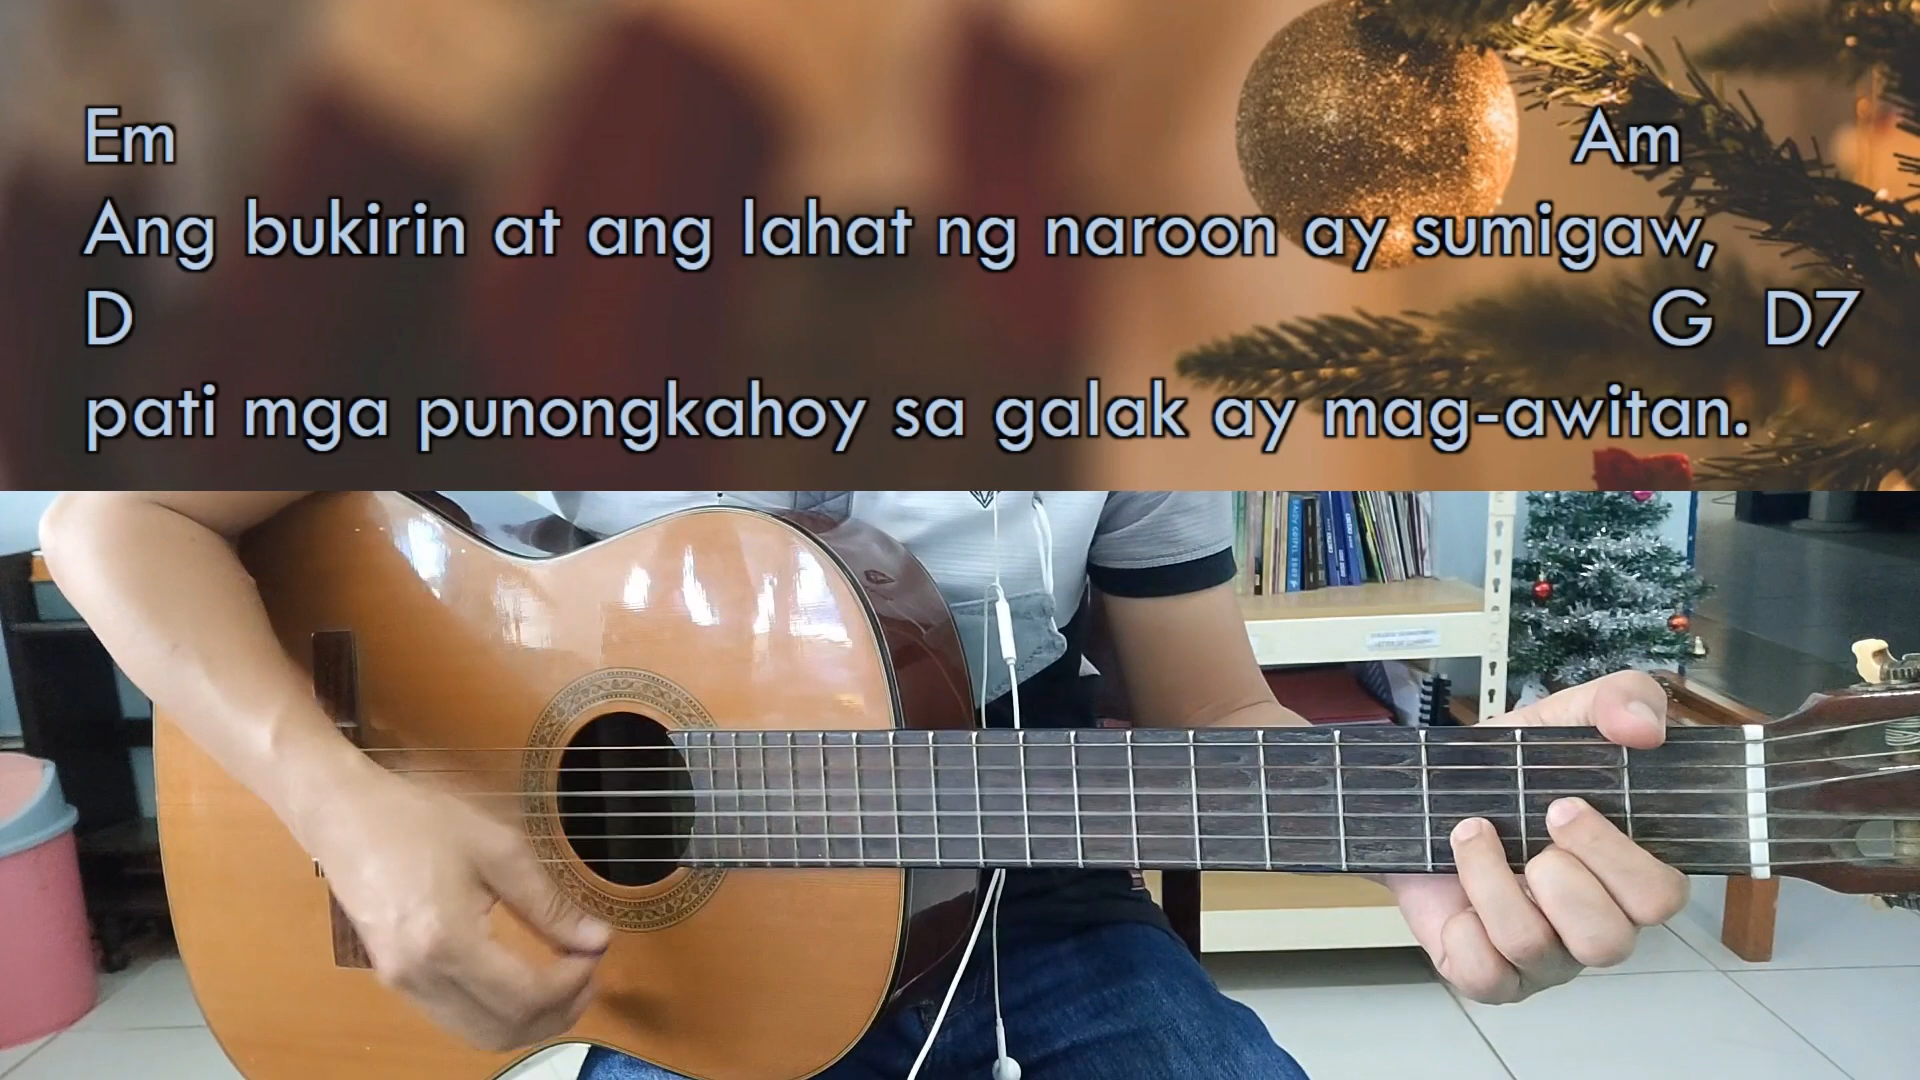 Em Am
Ang bukirin at ang lahat ng naroon ay sumigaw,
D G D7
pati mga punongkahoy sa galak ay mag-awitan.